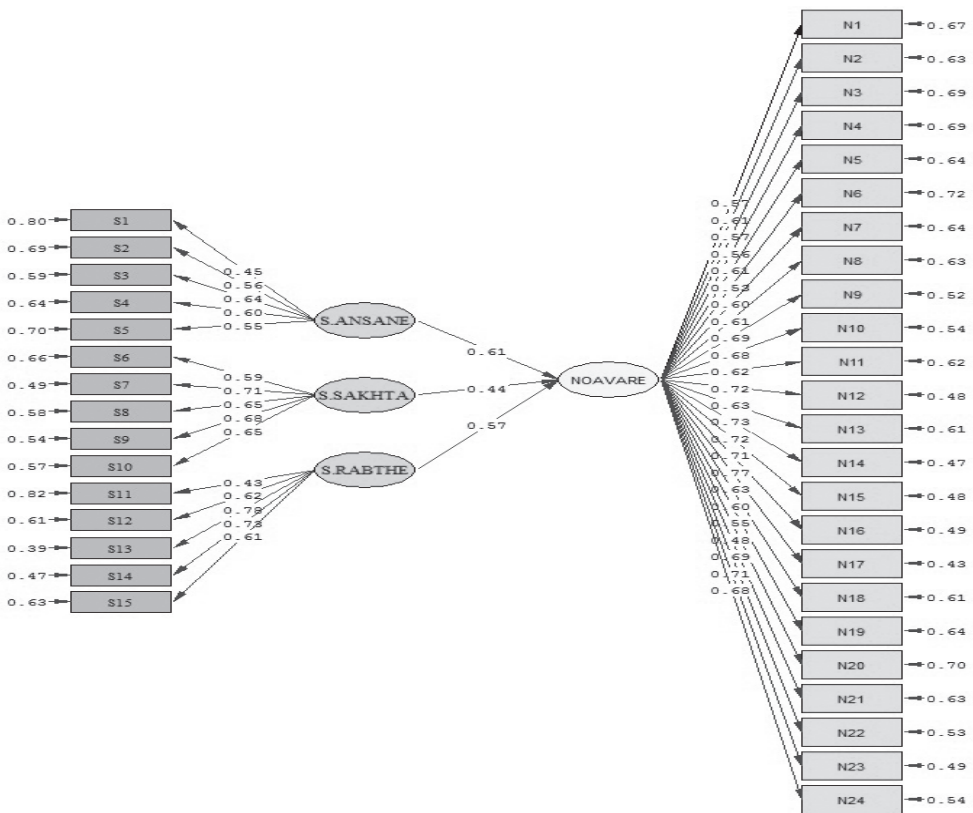 0.80 S1
0.69 S2
0.59 S3
0.64 S4
0.70 S5
0.66 S6
0.49 S7
0.58 S8
0.54 S9
0.57 S10
0.82 S11
0.61 S12
0.39 S13
0.47 S14
0.63 S15
0.45
0.56
0.64
0.60
0.55
0.59
0.71
0.65
0.68
0.65
0.43
0.62
0.78
0.73
0.61
S.ANSANE
S.SAKHTA
S.RABTHE
0.61
0.44
0.57
NOAVARE
0.57
0.61
0.57
0.56
0.61
0.53
0.60
0.61
0.69
0.68
0.62
0.72
0.63
0.73
0.72
0.71
0.77
0.63
0.60
0.55
0.48
0.69
0.71
0.68
N1 0.67
N2 0.63
N3 0.69
N4 0.69
N5 0.64
N6 0.72
N7 0.64
N8 0.63
N9 0.52
N10 0.54
N11 0.62
N12 0.48
N13 0.61
N14 0.47
N15 0.48
N16 0.49
N17 0.43
N18 0.61
N19 0.64
N20 0.70
N21 0.63
N22 0.53
N23 0.49
N24 0.54